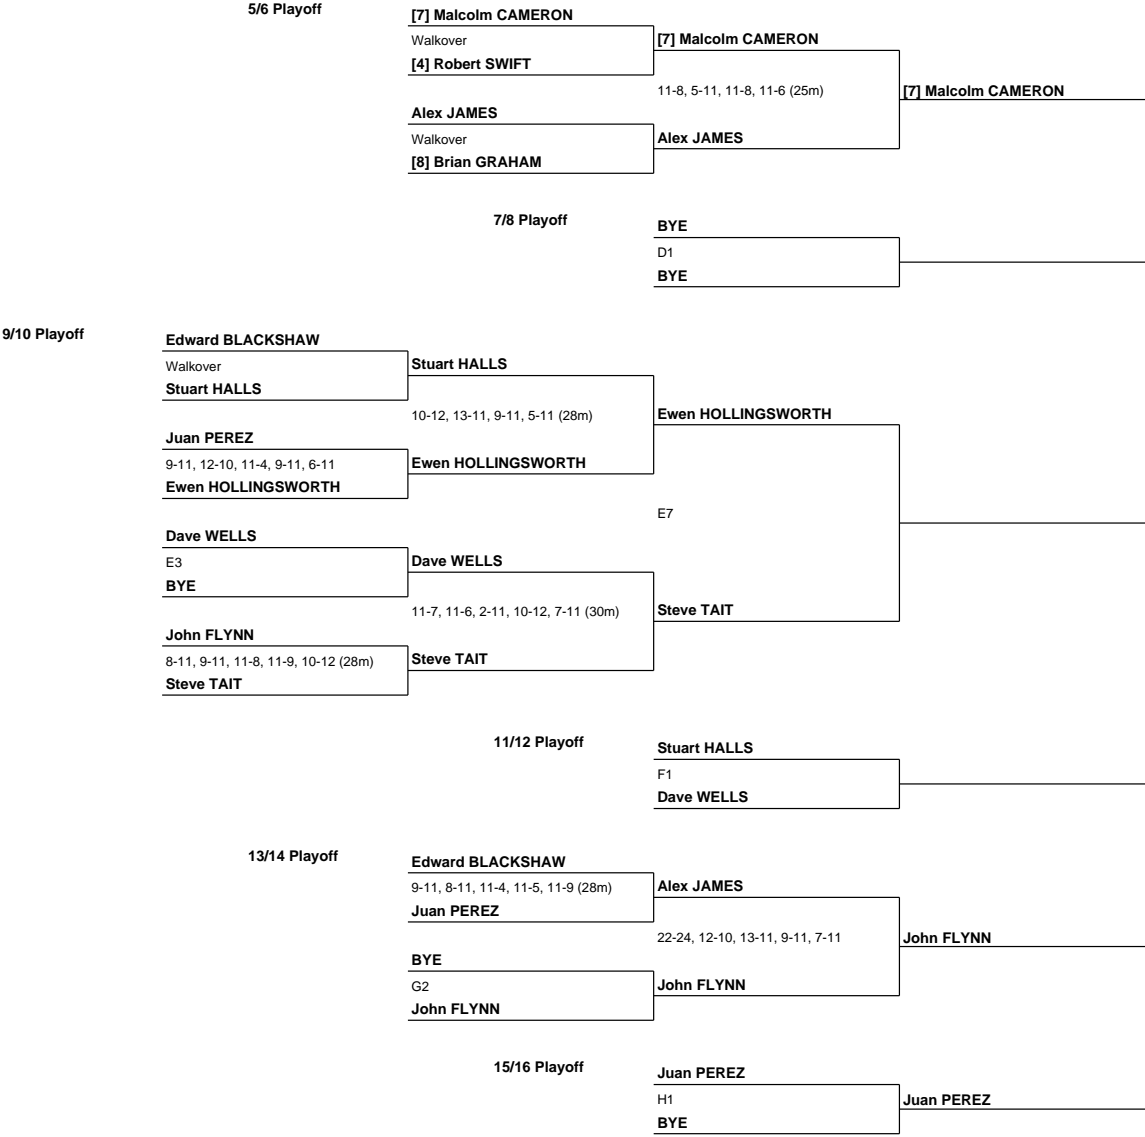 5/6 Playoff
[7] Malcolm CAMERON
Walkover
[7] Malcolm CAMERON
[4] Robert SWIFT
11-8, 5-11, 11-8, 11-6 (25m)
[7] Malcolm CAMERON
Alex JAMES
Walkover
Alex JAMES
[8] Brian GRAHAM
7/8 Playoff
BYE
D1
BYE
9/10 Playoff
Edward BLACKSHAW
Walkover
Stuart HALLS
Stuart HALLS
10-12, 13-11, 9-11, 5-11 (28m)
Ewen HOLLINGSWORTH
Juan PEREZ
9-11, 12-10, 11-4, 9-11, 6-11
Ewen HOLLINGSWORTH
Ewen HOLLINGSWORTH
E7
Dave WELLS
E3
Dave WELLS
BYE
11-7, 11-6, 2-11, 10-12, 7-11 (30m)
Steve TAIT
John FLYNN
8-11, 9-11, 11-8, 11-9, 10-12 (28m)
Steve TAIT
Steve TAIT
11/12 Playoff
Stuart HALLS
F1
Dave WELLS
13/14 Playoff
Edward BLACKSHAW
9-11, 8-11, 11-4, 11-5, 11-9 (28m)
Alex JAMES
Juan PEREZ
22-24, 12-10, 13-11, 9-11, 7-11
John FLYNN
BYE
G2
John FLYNN
John FLYNN
15/16 Playoff
Juan PEREZ
H1
Juan PEREZ
BYE